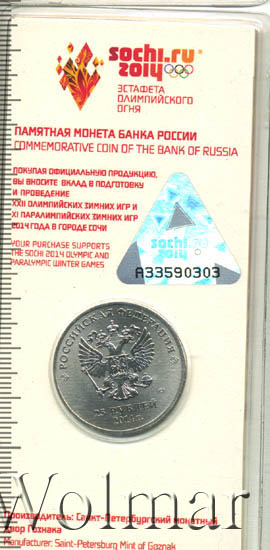 sochi.ru
2014
ЭСТАФЕТА
ОЛИМПИЙСКОГО
ОГНЯ
ПАМЯТНАЯ МОНЕТА БАНКА РОССИИ
COMMEMORATIVE COIN OF THE BANK OF RUSSIA
ПОКУПАЯ ОФИЦИАЛЬНУЮ ПРОДУКЦИЮ,
ВЫ ВНОСИТЕ ВКЛАД В ПОДГОТОВКУ
И ПРОВЕДЕНИЕ
XXII ОЛИМПИЙСКИХ ЗИМНИХ ИГР И
XI ПАРАЛИМПИЙСКИХ ЗИМНИХ ИГР
2014 ГОДА В ГОРОДЕ СОЧИ
YOUR PURCHASE SUPPORTS
THE SOCHI 2014 OLYMPIC AND
PARALYMPIC WINTER GAMES
sochi.ru
2014
A33590303
РОССИЙСКАЯ ФЕДЕРАЦИЯ
25 РУБЛЕЙ
Производитель: Санкт-Петербургский монетный
двор Гознака
Manufacturer: Saint-Petersburg Mint of Goznak
Wolmar